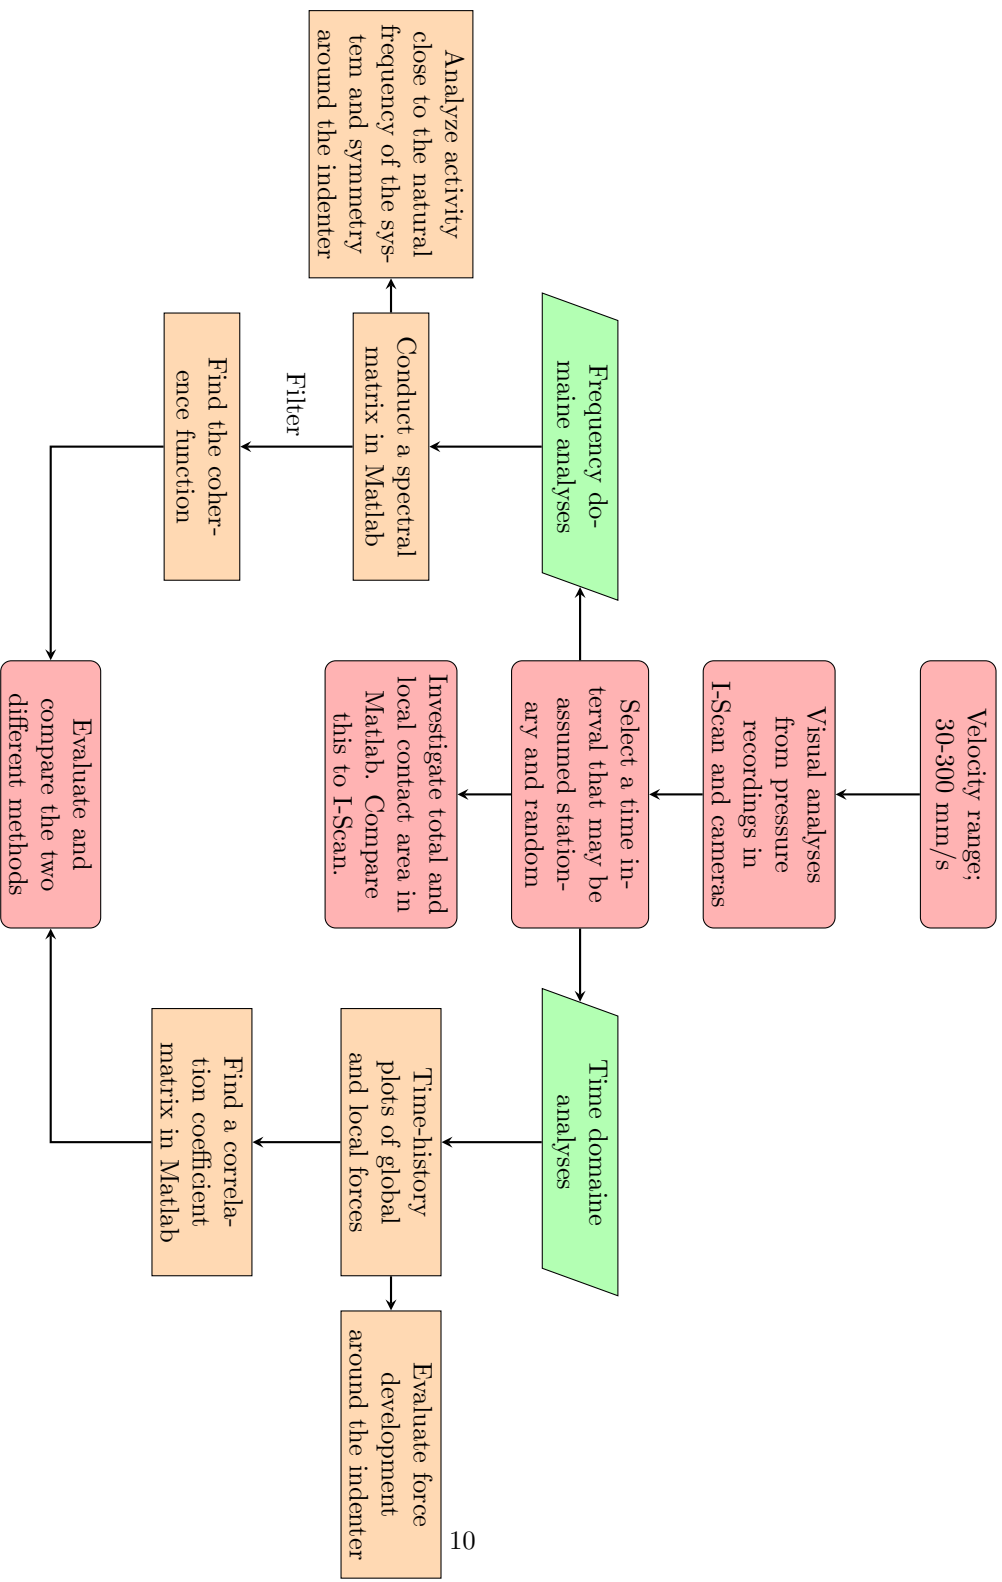 Velocity range;
30-300 mm/s
Visual analyses
from pressure
recordings in
I-Scan and cameras
Select a time in-
terval that may be
assumed station-
ary and random
Frequency do-
maine analyses
Time domaine
analyses
Analyze activity
close to the natural
frequency of the sys-
tem and symmetry
around the indenter
Conduct a spectral
matrix in Matlab
Investigate total and
local contact area in
Matlab. Compare
this to I-Scan.
Time-history
plots of global
and local forces
Evaluate force
development
around the indenter
Filter
Find the coher-
ence function
Find a correla-
tion coefficient
matrix in Matlab
Evaluate and
compare the two
different methods
10